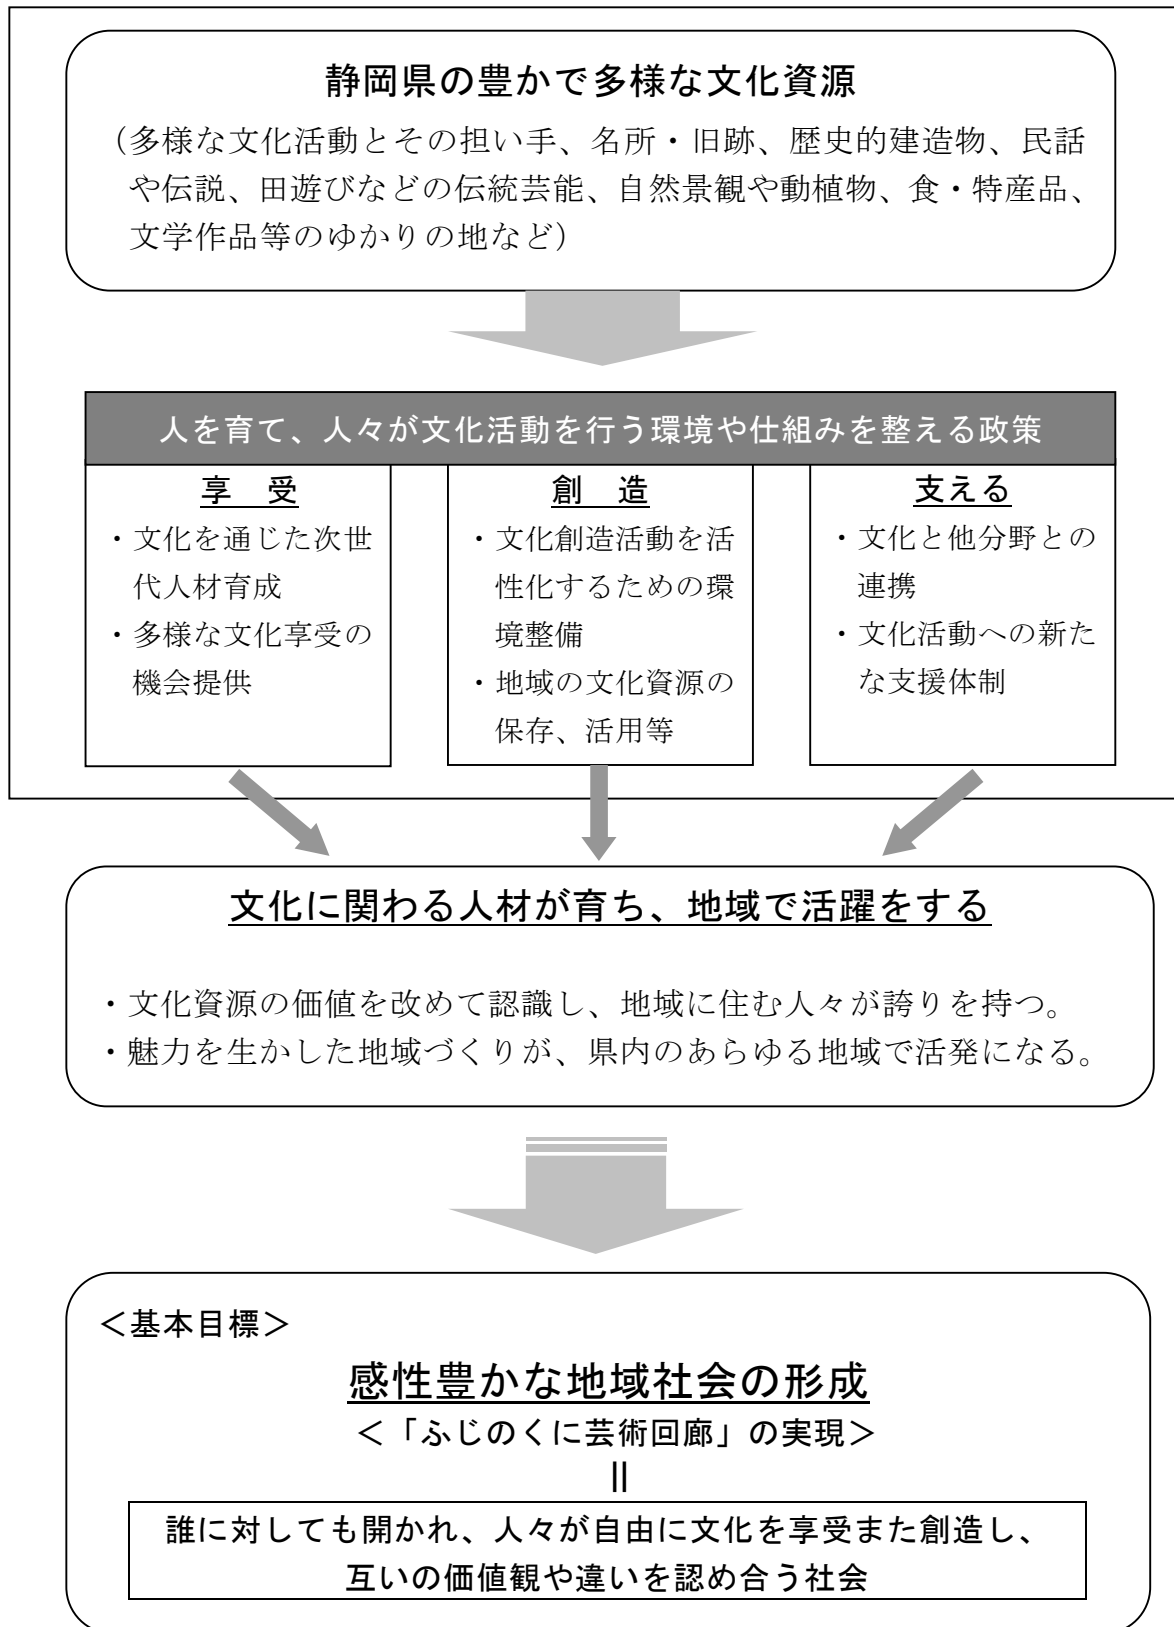 静岡県の豊かで多様な文化資源
（多様な文化活動とその担い手、名所・旧跡、歴史的建造物、民話
や伝説、田遊びなどの伝統芸能、自然景観や動植物、食・特産品、
文学作品等のゆかりの地など）
人を育て、人々が文化活動を行う環境や仕組みを整える政策
享　受
・文化を通じた次世
代人材育成
・多様な文化享受の
機会提供
創　造
・文化創造活動を活
性化するための環
境整備
・地域の文化資源の
保存、活用等
支える
・文化と他分野との
連携
・文化活動への新た
な支援体制
文化に関わる人材が育ち、地域で活躍をする
・文化資源の価値を改めて認識し、地域に住む人々が誇りを持つ。
・魅力を生かした地域づくりが、県内のあらゆる地域で活発になる。
＜基本目標＞
感性豊かな地域社会の形成
＜「ふじのくに芸術回廊」の実現＞
||
誰に対しても開かれ、人々が自由に文化を享受また創造し、
互いの価値観や違いを認め合う社会